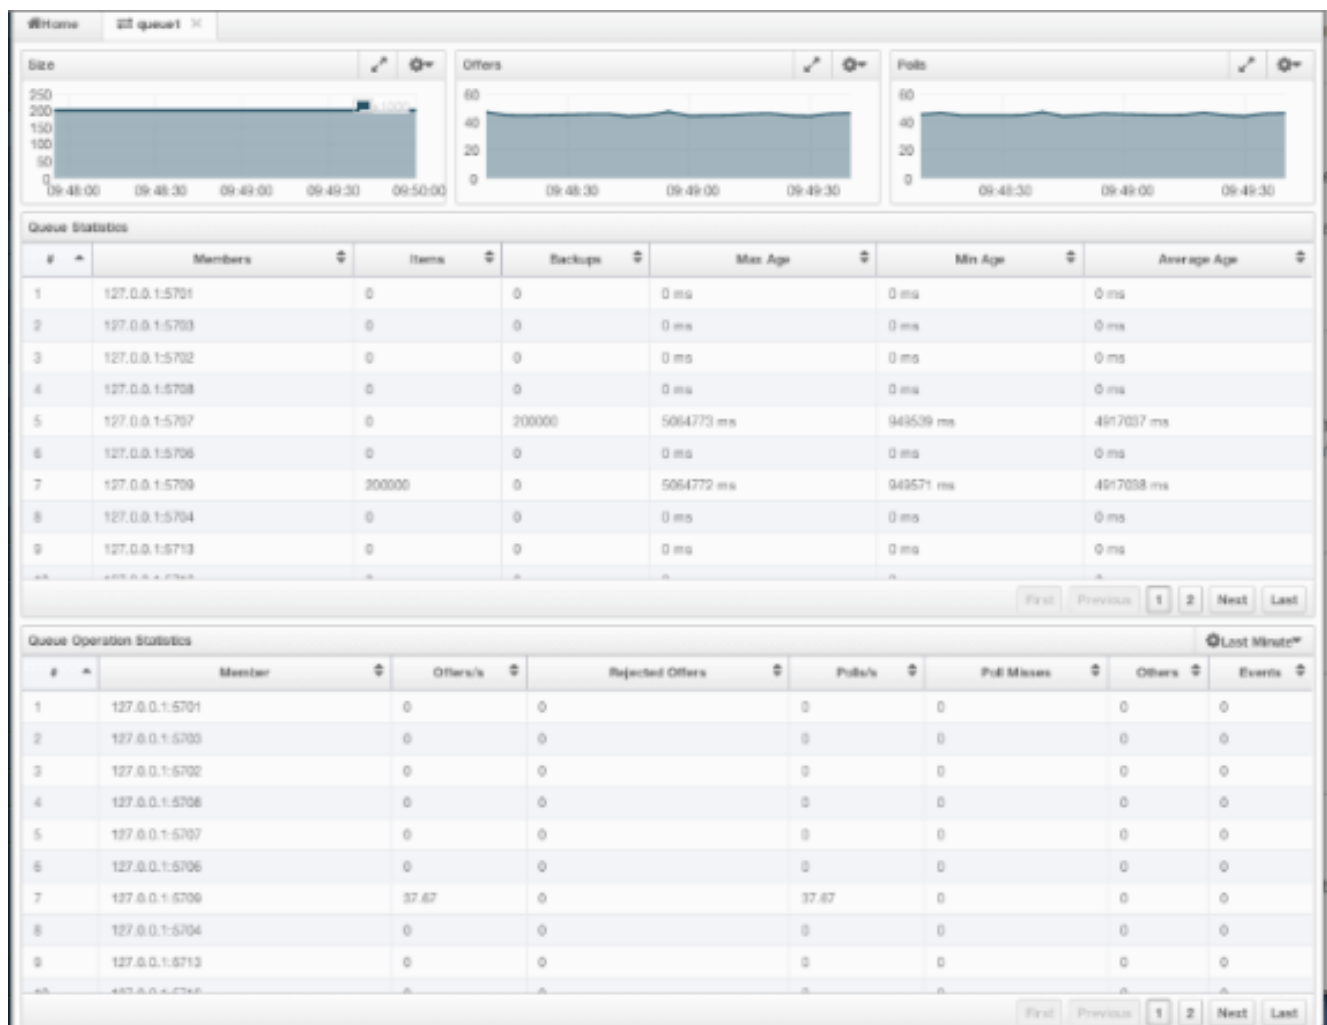 Home queue1
Size Offers Polls
250
200 x1000
150
100
50
0
09:48:00 09:48:30 09:49:00 09:49:30 09:50:00
60
40
20
0
09:48:30 09:49:00 09:49:30
60
40
20
0
09:48:30 09:49:00 09:49:30
Queue Statistics
# Members Items Backups Max Age Min Age Average Age
1 127.0.0.1:5701 0 0 0 ms 0 ms 0 ms
2 127.0.0.1:5703 0 0 0 ms 0 ms 0 ms
3 127.0.0.1:5702 0 0 0 ms 0 ms 0 ms
4 127.0.0.1:5708 0 0 0 ms 0 ms 0 ms
5 127.0.0.1:5707 0 200000 5064773 ms 949539 ms 4917037 ms
6 127.0.0.1:5706 0 0 0 ms 0 ms 0 ms
7 127.0.0.1:5709 200000 0 5064772 ms 949571 ms 4917038 ms
8 127.0.0.1:5704 0 0 0 ms 0 ms 0 ms
9 127.0.0.1:5713 0 0 0 ms 0 ms 0 ms
First Previous 1 2 Next Last
Queue Operation Statistics Last Minute
# Member Offers/s Rejected Offers Polls/s Poll Misses Others Events
1 127.0.0.1:5701 0 0 0 0 0 0
2 127.0.0.1:5703 0 0 0 0 0 0
3 127.0.0.1:5702 0 0 0 0 0 0
4 127.0.0.1:5708 0 0 0 0 0 0
5 127.0.0.1:5707 0 0 0 0 0 0
6 127.0.0.1:5706 0 0 0 0 0 0
7 127.0.0.1:5709 37.67 0 37.67 0 0 0
8 127.0.0.1:5704 0 0 0 0 0 0
9 127.0.0.1:5713 0 0 0 0 0 0
First Previous 1 2 Next Last